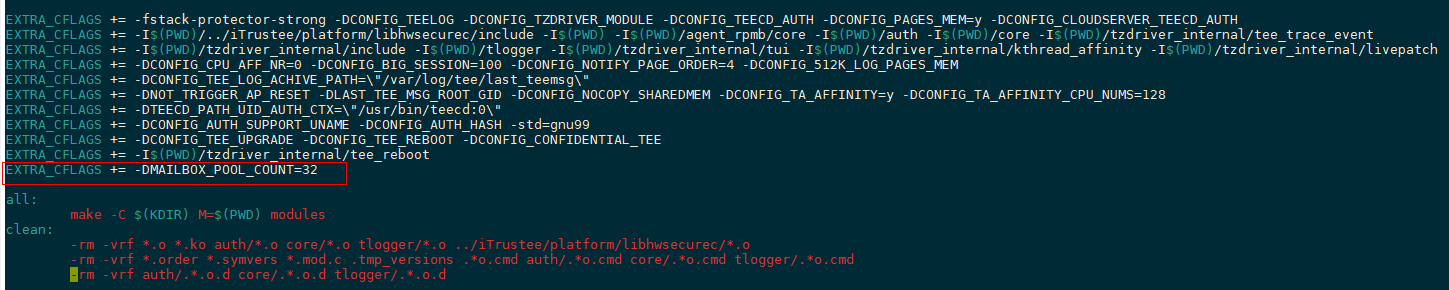 EXTRA_CFLAGS += -fstack-protector-strong -DCONFIG_TEELOG -DCONFIG_TZDRIVER_MODULE -DCONFIG_TEECD_AUTH -DCONFIG_PAGES_MEM=y -DCONFIG_CLOUDSERVER_TEECD_AUTH
EXTRA_CFLAGS += -I$(PWD)/../iTrustee/platform/libhwsecurec/include -I$(PWD) -I$(PWD)/agent_rpmb/core -I$(PWD)/auth -I$(PWD)/core -I$(PWD)/tzdriver_internal/tee_trace_event
EXTRA_CFLAGS += -I$(PWD)/tzdriver_internal/include -I$(PWD)/tlogger -I$(PWD)/tzdriver_internal/tui -I$(PWD)/tzdriver_internal/kthread_affinity -I$(PWD)/tzdriver_internal/livepatch
EXTRA_CFLAGS += -DCONFIG_CPU_AFF_NR=0 -DCONFIG_BIG_SESSION=100 -DCONFIG_NOTIFY_PAGE_ORDER=4 -DCONFIG_512K_LOG_PAGES_MEM
EXTRA_CFLAGS += -DCONFIG_TEE_LOG_ACHIVE_PATH=\"/var/log/tee/last_teemsg\"
EXTRA_CFLAGS += -DNOT_TRIGGER_AP_RESET -DLAST_TEE_MSG_ROOT_GID -DCONFIG_NOCOPY_SHAREDMEM -DCONFIG_TA_AFFINITY=y -DCONFIG_TA_AFFINITY_CPU_NUMS=128
EXTRA_CFLAGS += -DTEECD_PATH_UID_AUTH_CTX=\"/usr/bin/teecd:0\"
EXTRA_CFLAGS += -DCONFIG_AUTH_SUPPORT_UNAME -DCONFIG_AUTH_HASH -std=gnu99
EXTRA_CFLAGS += -DCONFIG_TEE_UPGRADE -DCONFIG_TEE_REBOOT -DCONFIG_CONFIDENTIAL_TEE
EXTRA_CFLAGS += -I$(PWD)/tzdriver_internal/tee_reboot
EXTRA_CFLAGS += -DMAILBOX_POOL_COUNT=32
all:
make -C $(KDIR) M=$(PWD) modules
clean:
-rm -vrf *.o *.ko auth/*.o core/*.o tlogger/*.o ../iTrustee/platform/libhwsecurec/*.o
-rm -vrf *.order *.symvers *.mod.c .tmp_versions .*o.cmd auth/.*o.cmd core/.*o.cmd tlogger/.*o.cmd
-rm -vrf auth/.*.o.d core/.*.o.d tlogger/.*.o.d